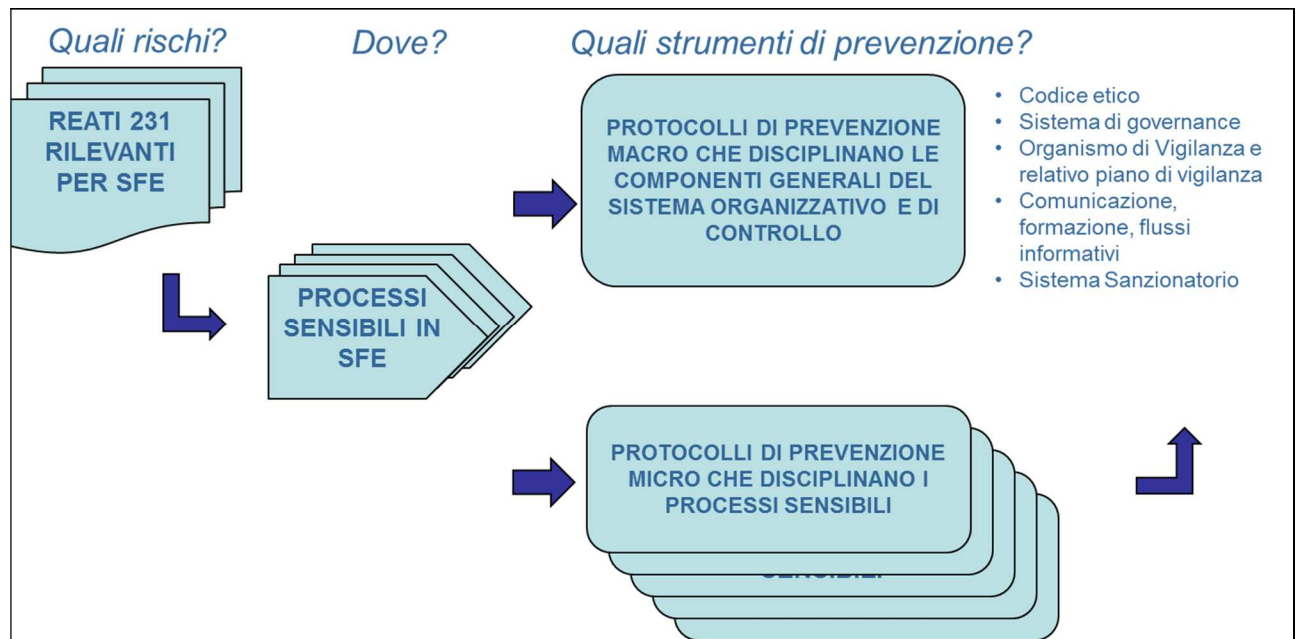 Quali rischi?
Dove?
Quali strumenti di prevenzione?
REATI 231
RILEVANTI
PER SFE
PROCESSI
SENSIBILI IN
SFE
PROTOCOLLI DI PREVENZIONE
MACRO CHE DISCIPLINANO LE
COMPONENTI GENERALI DEL
SISTEMA ORGANIZZATIVO E DI
CONTROLLO
• Codice etico
• Sistema di governance
• Organismo di Vigilanza e
relativo piano di vigilanza
• Comunicazione,
formazione, flussi
informativi
• Sistema Sanzionatorio
PROTOCOLLI DI PREVENZIONE
MICRO CHE DISCIPLINANO I
PROCESSI SENSIBILI
SENSIBILI